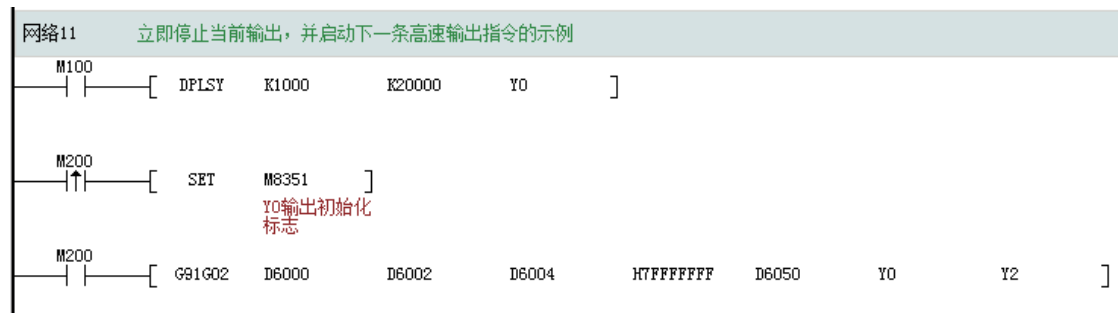 网络11 立即停止当前输出，并启动下一条高速输出指令的示例
M100
DPLSY K1000 K20000 Y0
M200
SET M8351
Y0输出初始化
标志
M200
G91G02 D6000 D6002 D6004 H7FFFFFFF D6050 Y0 Y2